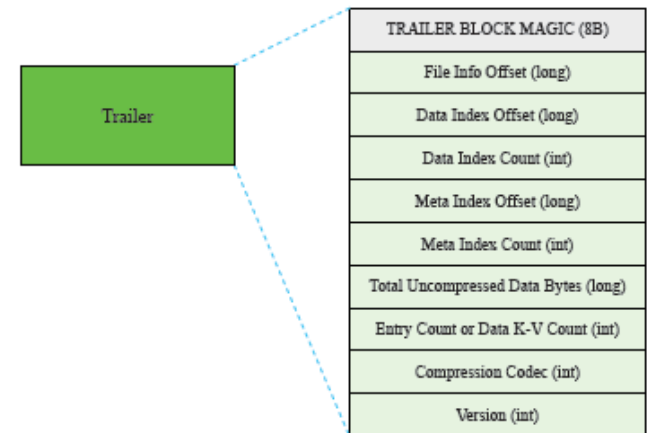 Trailer
TRAILER BLOCK MAGIC (8B)
File Info Offset (long)
Data Index Offset (long)
Data Index Count (int)
Meta Index Offset (long)
Meta Index Count (int)
Total Uncompressed Data Bytes (long)
Entry Count or Data K-V Count (int)
Compression Codec (int)
Version (int)